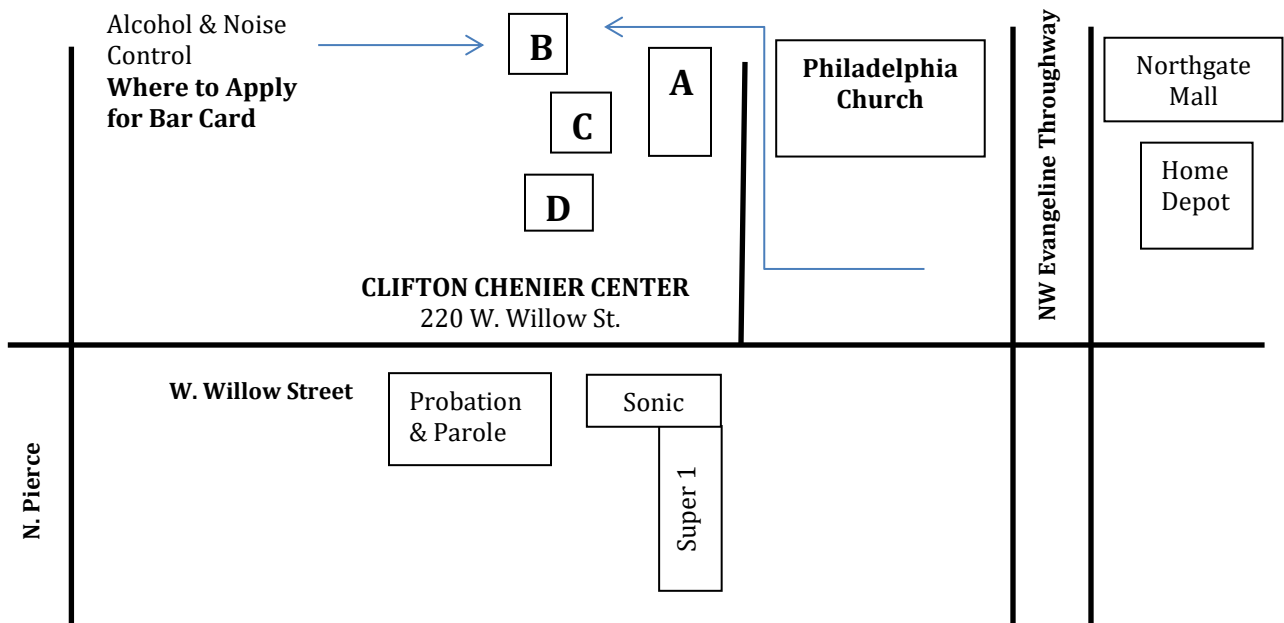 Alcohol & Noise
Control
Where to Apply
for Bar Card
B
A
C
D
Philadelphia
Church
NW Evangeline Throughway
Northgate
Mall
Home
Depot
CLIFTON CHENIER CENTER
220 W. Willow St.
W. Willow Street
Probation
& Parole
Sonic
Super 1
N. Pierce